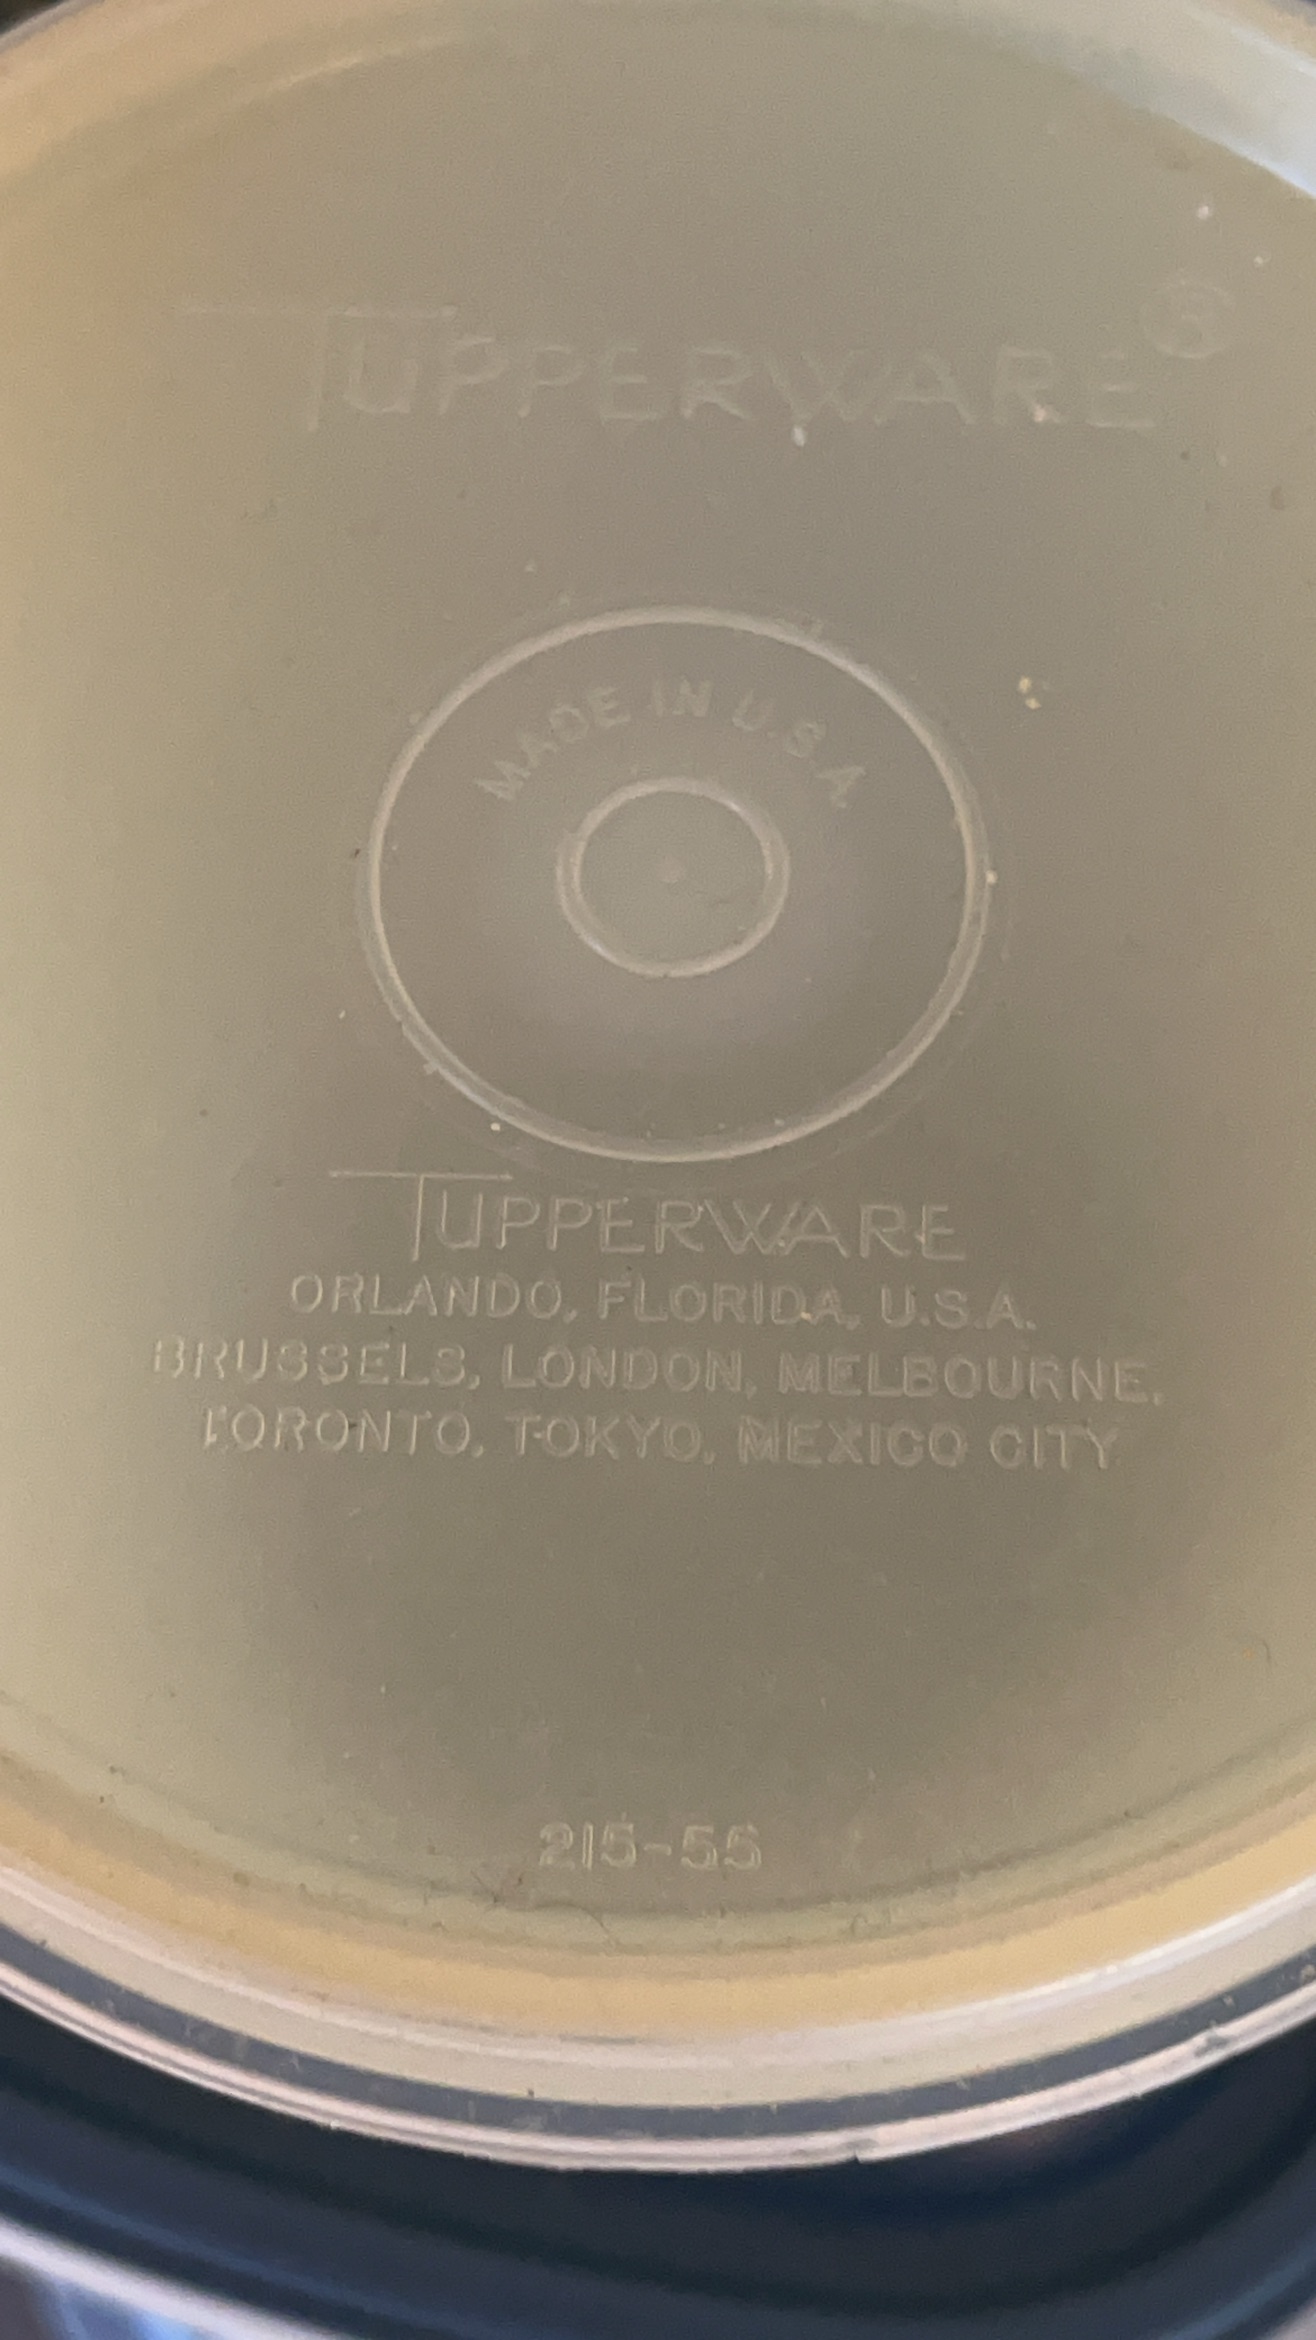 TUPPERWARE®
MADE IN U.S.A.
TUPPERWARE
ORLANDO, FLORIDA, U.S.A.
BRUSSELS, LONDON, MELBOURNE,
TORONTO, TOKYO, MEXICO CITY
215-55